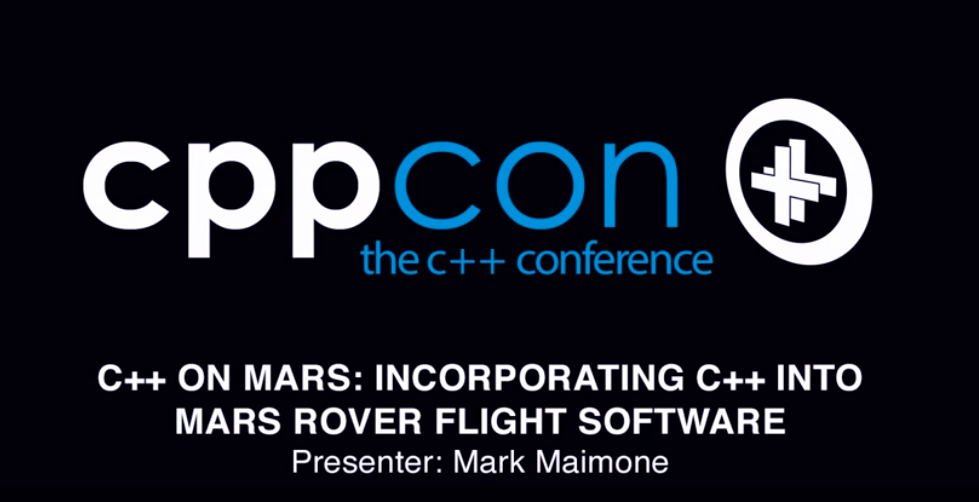 cppcon
the c++ conference
C++ ON MARS: INCORPORATING C++ INTO
MARS ROVER FLIGHT SOFTWARE
Presenter: Mark Maimone